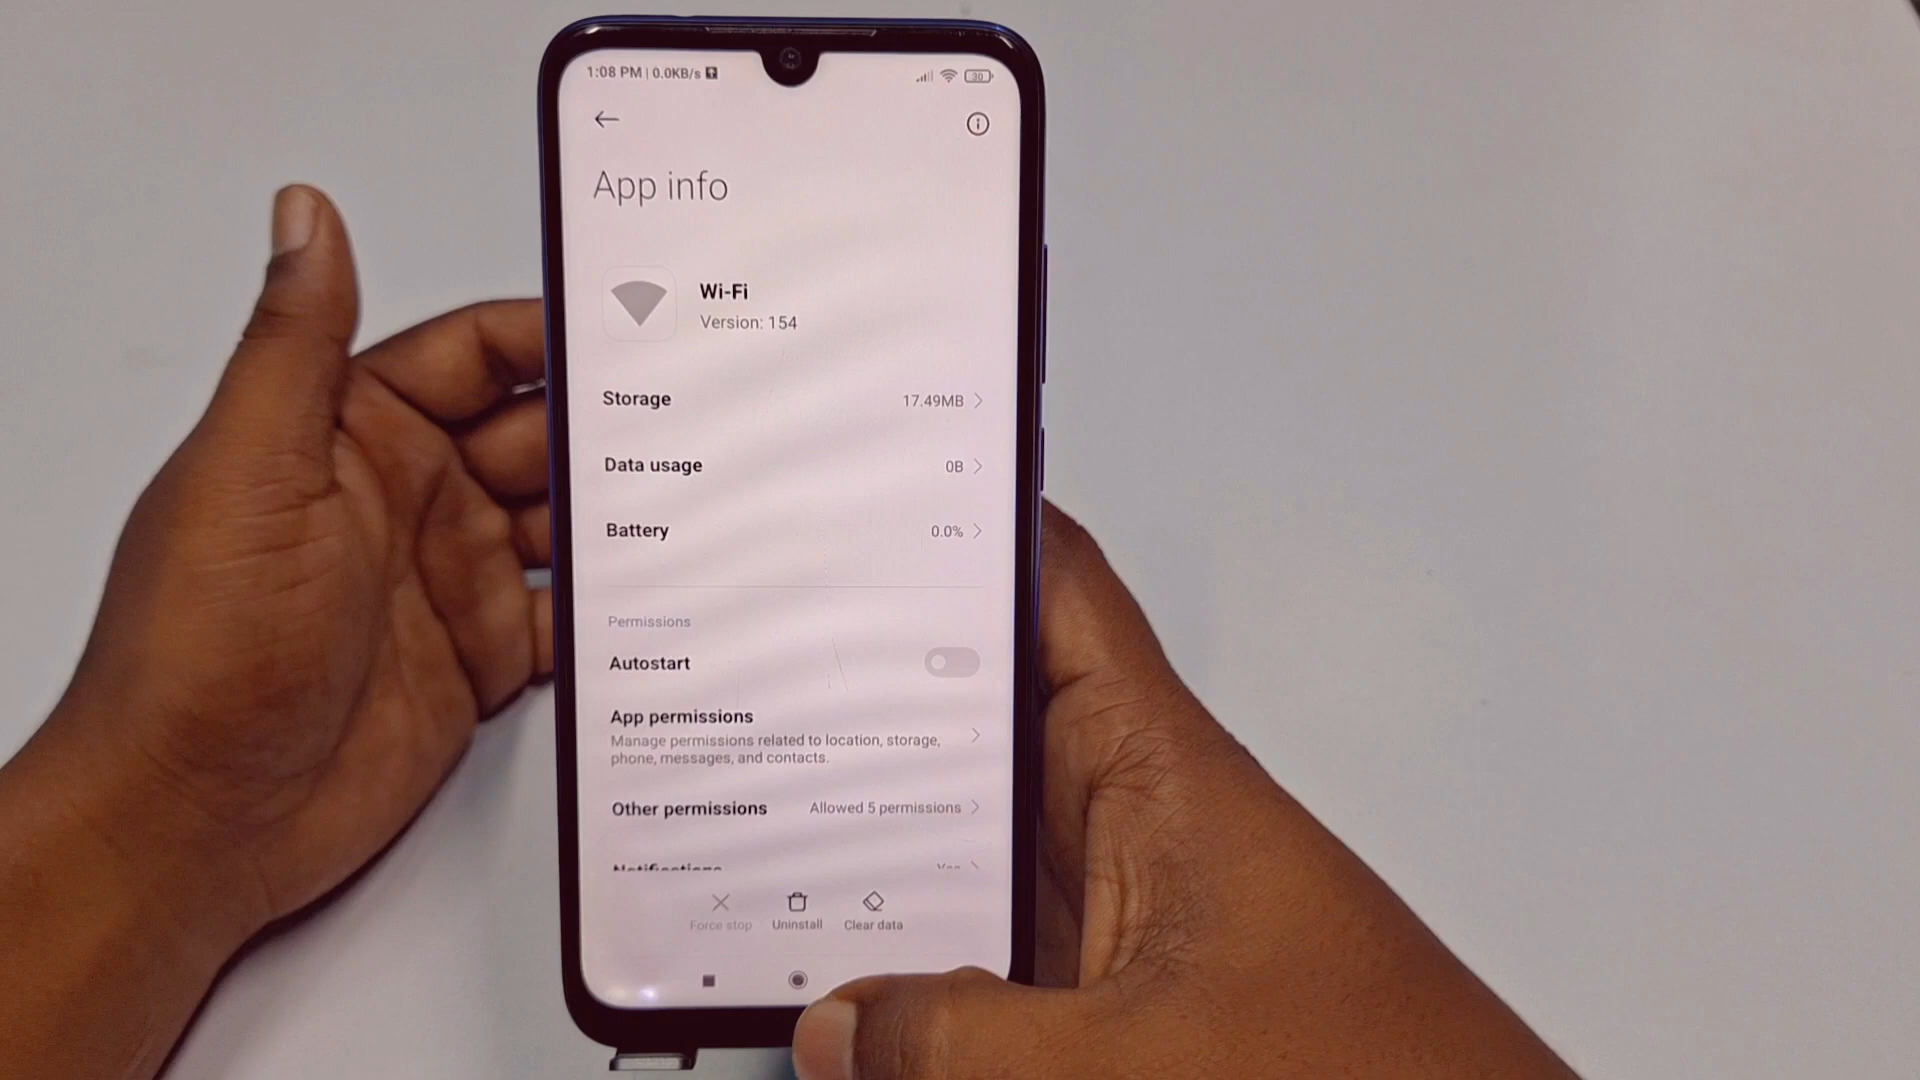 1:08 PM | 0.0KB/s
30
App info
Wi-Fi
Version: 154
Storage 17.49MB
Data usage 0B
Battery 0.0%
Permissions
Autostart
App permissions
Manage permissions related to location, storage,
phone, messages, and contacts.
Other permissions Allowed 5 permissions
Notifications
Force stop Uninstall Clear data